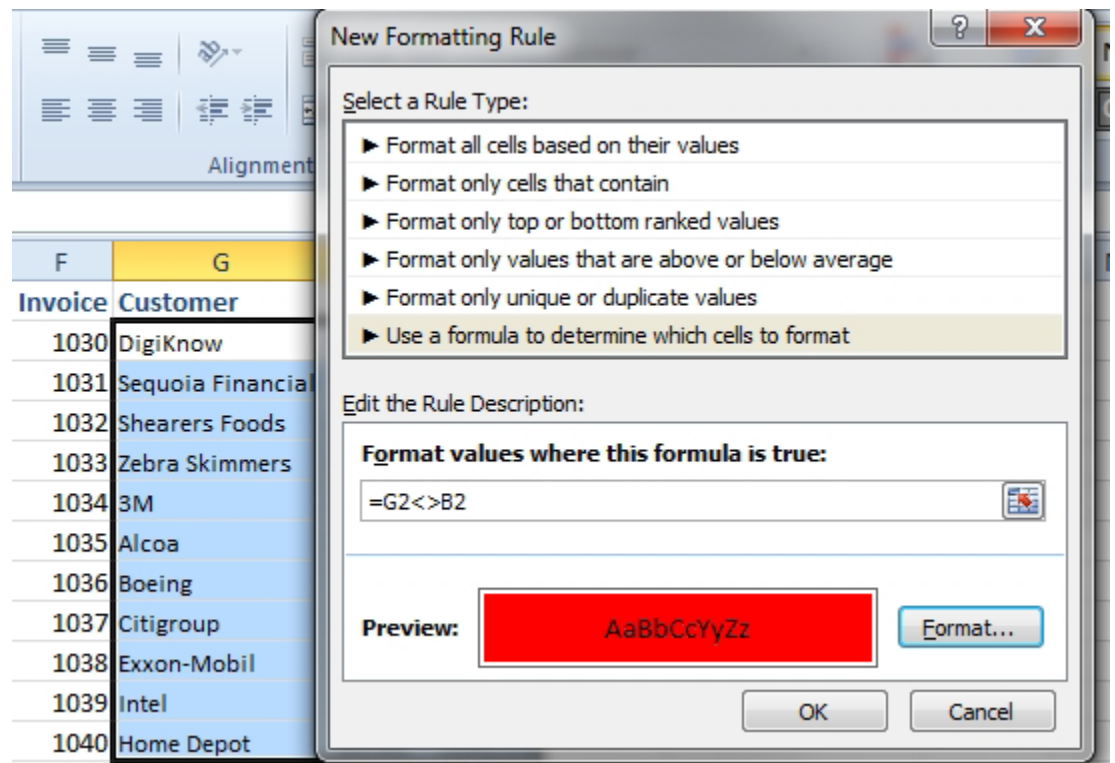 New Formatting Rule
Select a Rule Type:
► Format all cells based on their values
► Format only cells that contain
► Format only top or bottom ranked values
► Format only values that are above or below average
► Format only unique or duplicate values
► Use a formula to determine which cells to format
Edit the Rule Description:
Format values where this formula is true:
=G2<>B2
Preview:
AaBbCcYyZz
Format...
OK
Cancel
Alignment
F G
Invoice Customer
1030 DigiKnow
1031 Sequoia Financial
1032 Shearers Foods
1033 Zebra Skimmers
1034 3M
1035 Alcoa
1036 Boeing
1037 Citigroup
1038 Exxon-Mobil
1039 Intel
1040 Home Depot